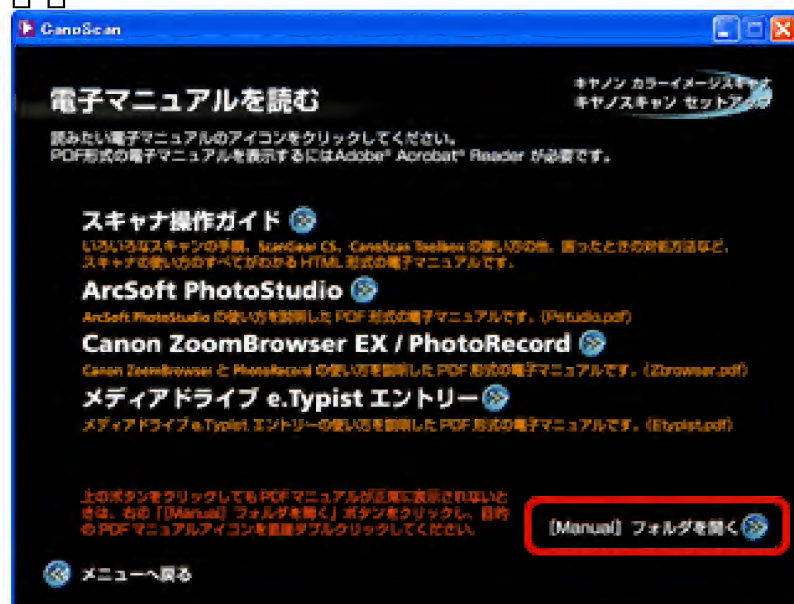 CanoScan
キヤノン カラーイメージスキャナ
キヤノスキャン セットアップ
電子マニュアルを読む
読みたい電子マニュアルのアイコンをクリックしてください。
PDF形式の電子マニュアルを表示するにはAdobe® Acrobat® Reader が必要です。
スキャナ操作ガイド
いろいろなスキャンの手順、ScanGear CS、CanoScan Toolbox の使い方の他、困ったときの対処方法など、
スキャナの使い方のすべてがわかる HTML 形式の電子マニュアルです。
ArcSoft PhotoStudio
ArcSoft PhotoStudio の使い方を説明した PDF 形式の電子マニュアルです。(Pstudio.pdf)
Canon ZoomBrowser EX / PhotoRecord
Canon ZoomBrowser と PhotoRecord の使い方を説明した PDF 形式の電子マニュアルです。(Zbrowser.pdf)
メディアドライブ e.Typist エントリー
メディアドライブ e.Typist エントリーの使い方を説明した PDF 形式の電子マニュアルです。(Etypist.pdf)
上のボタンをクリックしても PDF マニュアルが正常に表示されないと
きは、右の「[Manual] フォルダを開く」ボタンをクリックし、目的
の PDF マニュアルアイコンを直接ダブルクリックしてください。
[Manual] フォルダを開く
メニューへ戻る